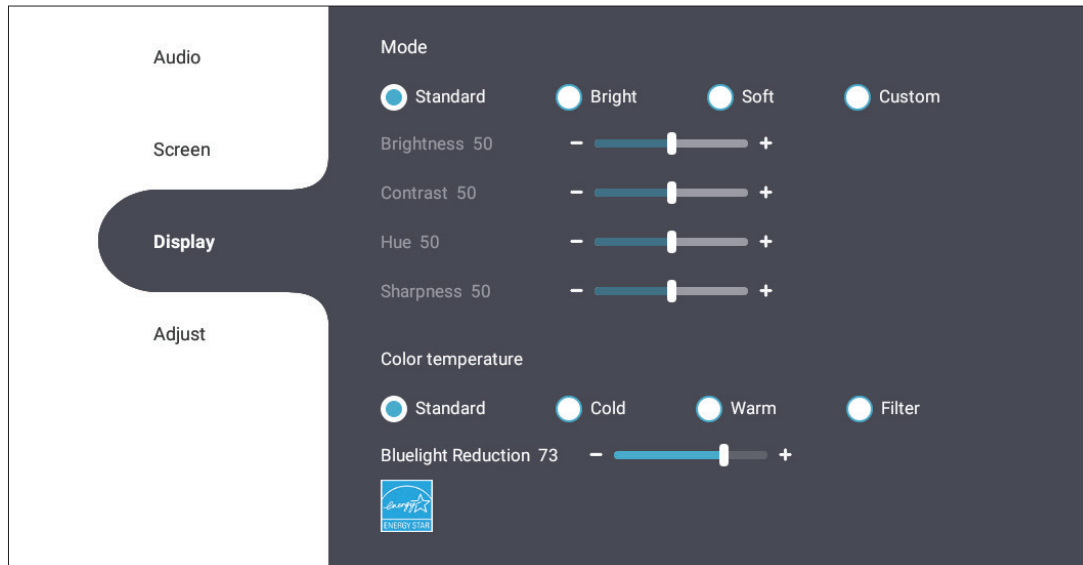 Audio
Screen
Display
Adjust
Mode
Standard Bright Soft Custom
Brightness 50 - +
Contrast 50 - +
Hue 50 - +
Sharpness 50 - +
Color temperature
Standard Cold Warm Filter
Bluelight Reduction 73 - +
energy
ENERGY STAR